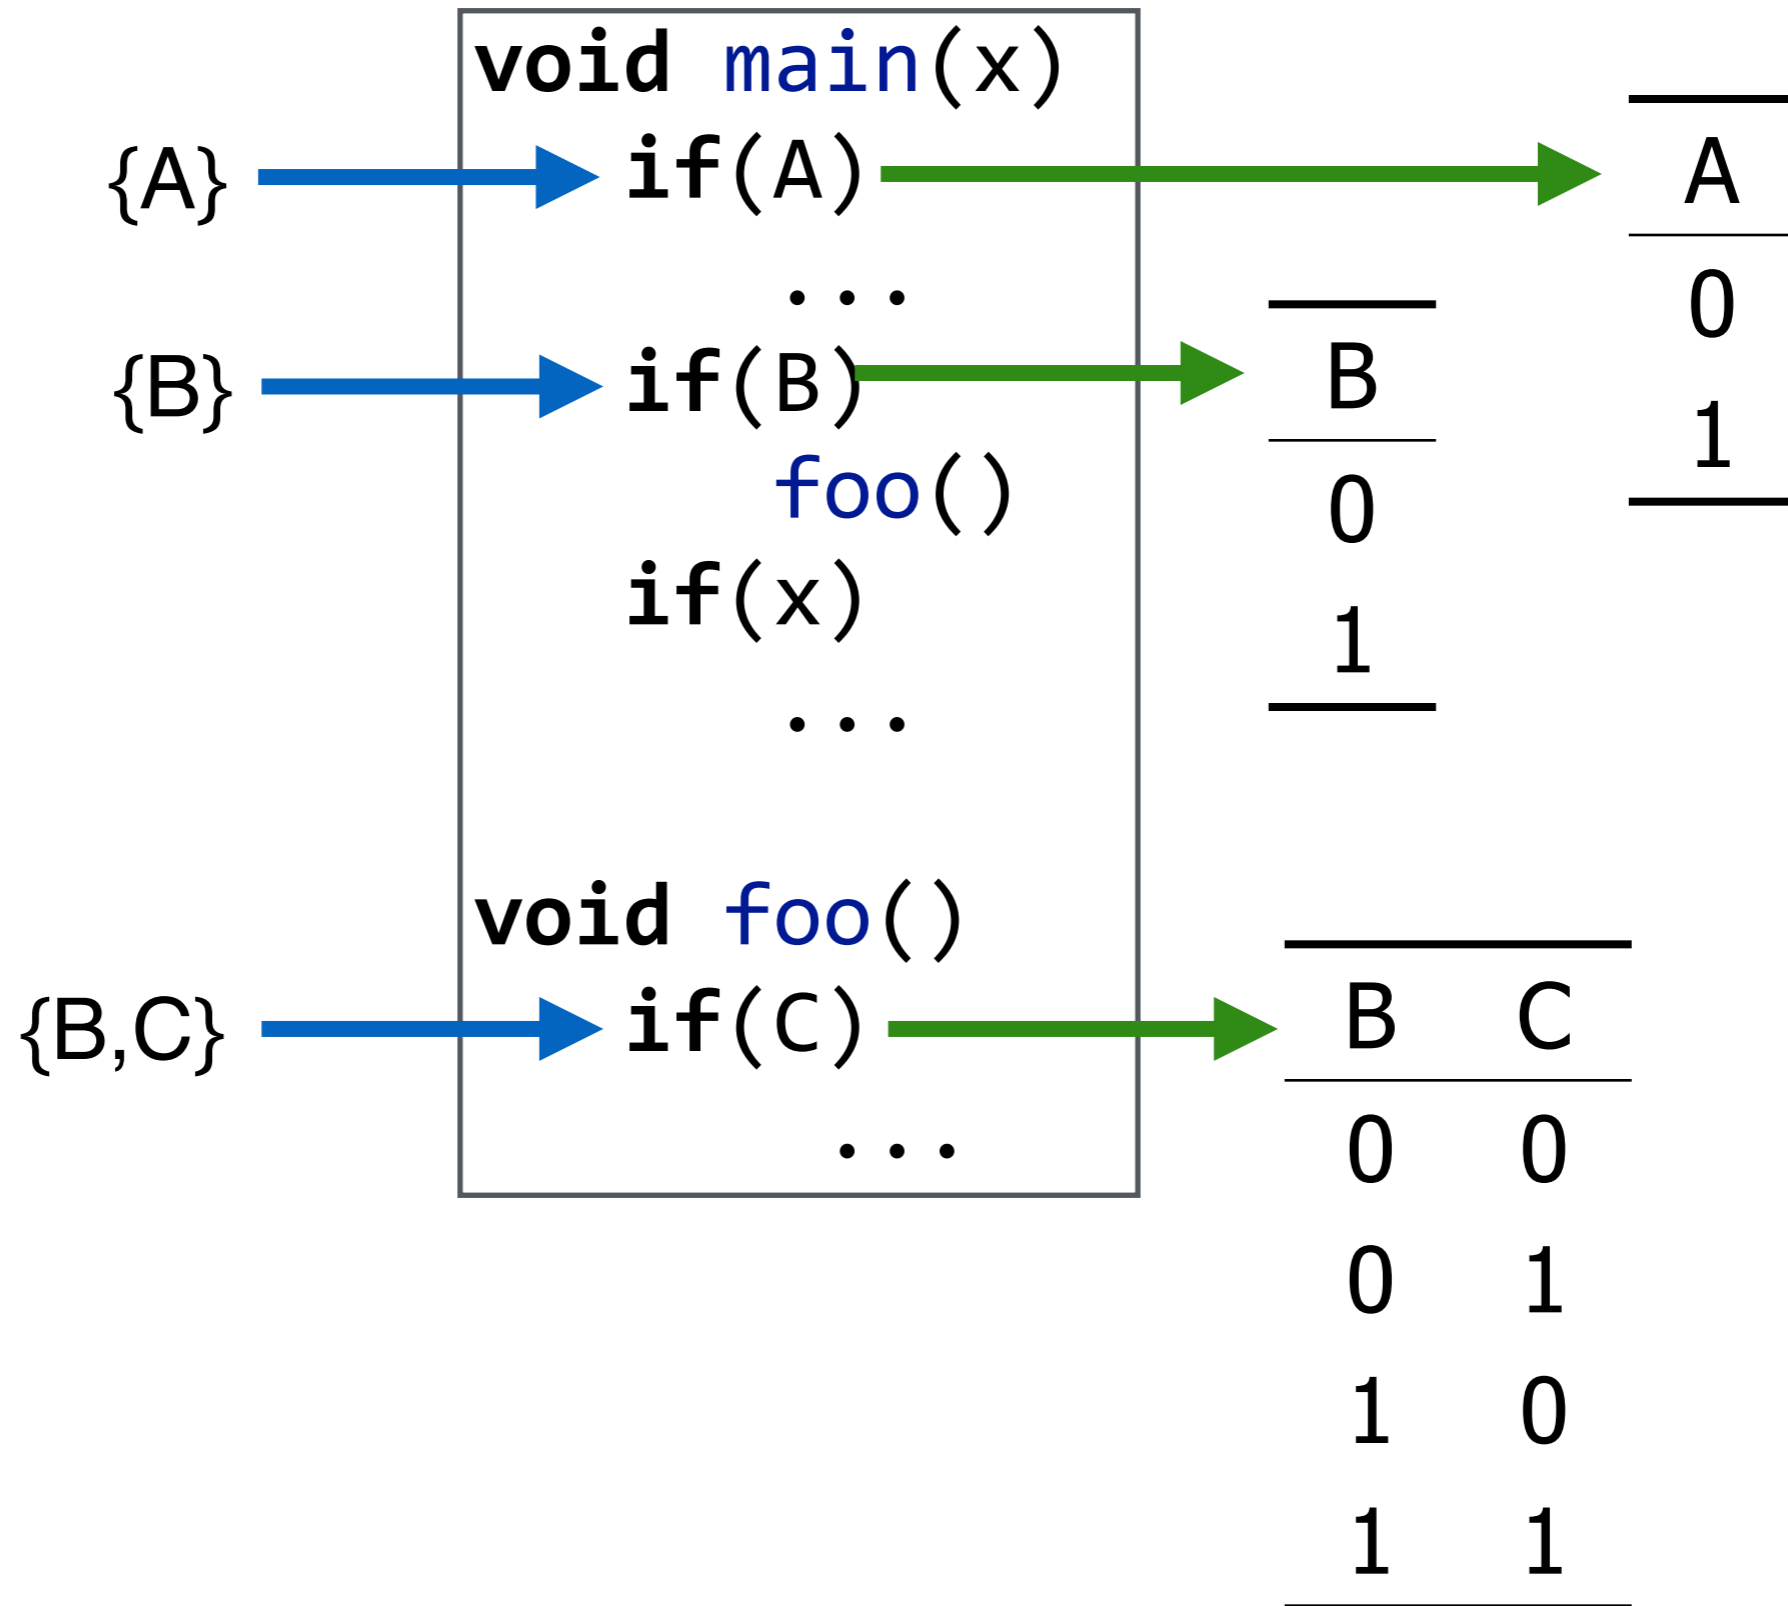 void main(x)
{A} if(A) A
...
0
{B} if(B) B
1
foo()
0
if(x)
1
...
void foo()
{B,C} if(C) B C
...
0 0
0 1
1 0
1 1